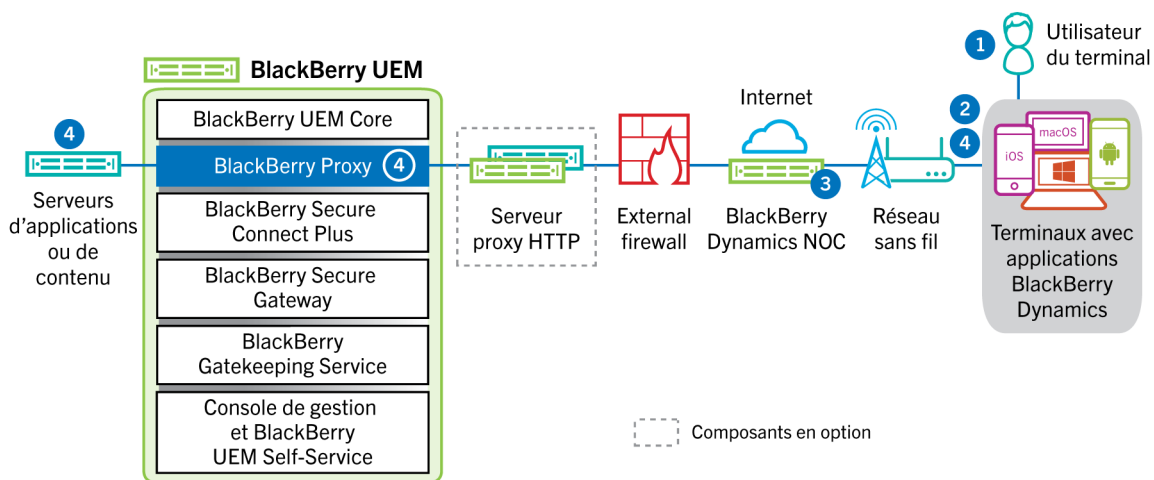 BlackBerry UEM
BlackBerry UEM Core
BlackBerry Proxy 4
BlackBerry Secure
Connect Plus
BlackBerry Secure
Gateway
BlackBerry
Gatekeeping Service
Console de gestion
et BlackBerry
UEM Self-Service
4
Serveurs
d'applications
ou de
contenu
Serveur
proxy HTTP
External
firewall
Internet
3
BlackBerry
Dynamics NOC
Réseau
sans fil
2
4
1
Utilisateur
du terminal
iOS
macOS
Terminaux avec
applications
BlackBerry
Dynamics
Composants en option